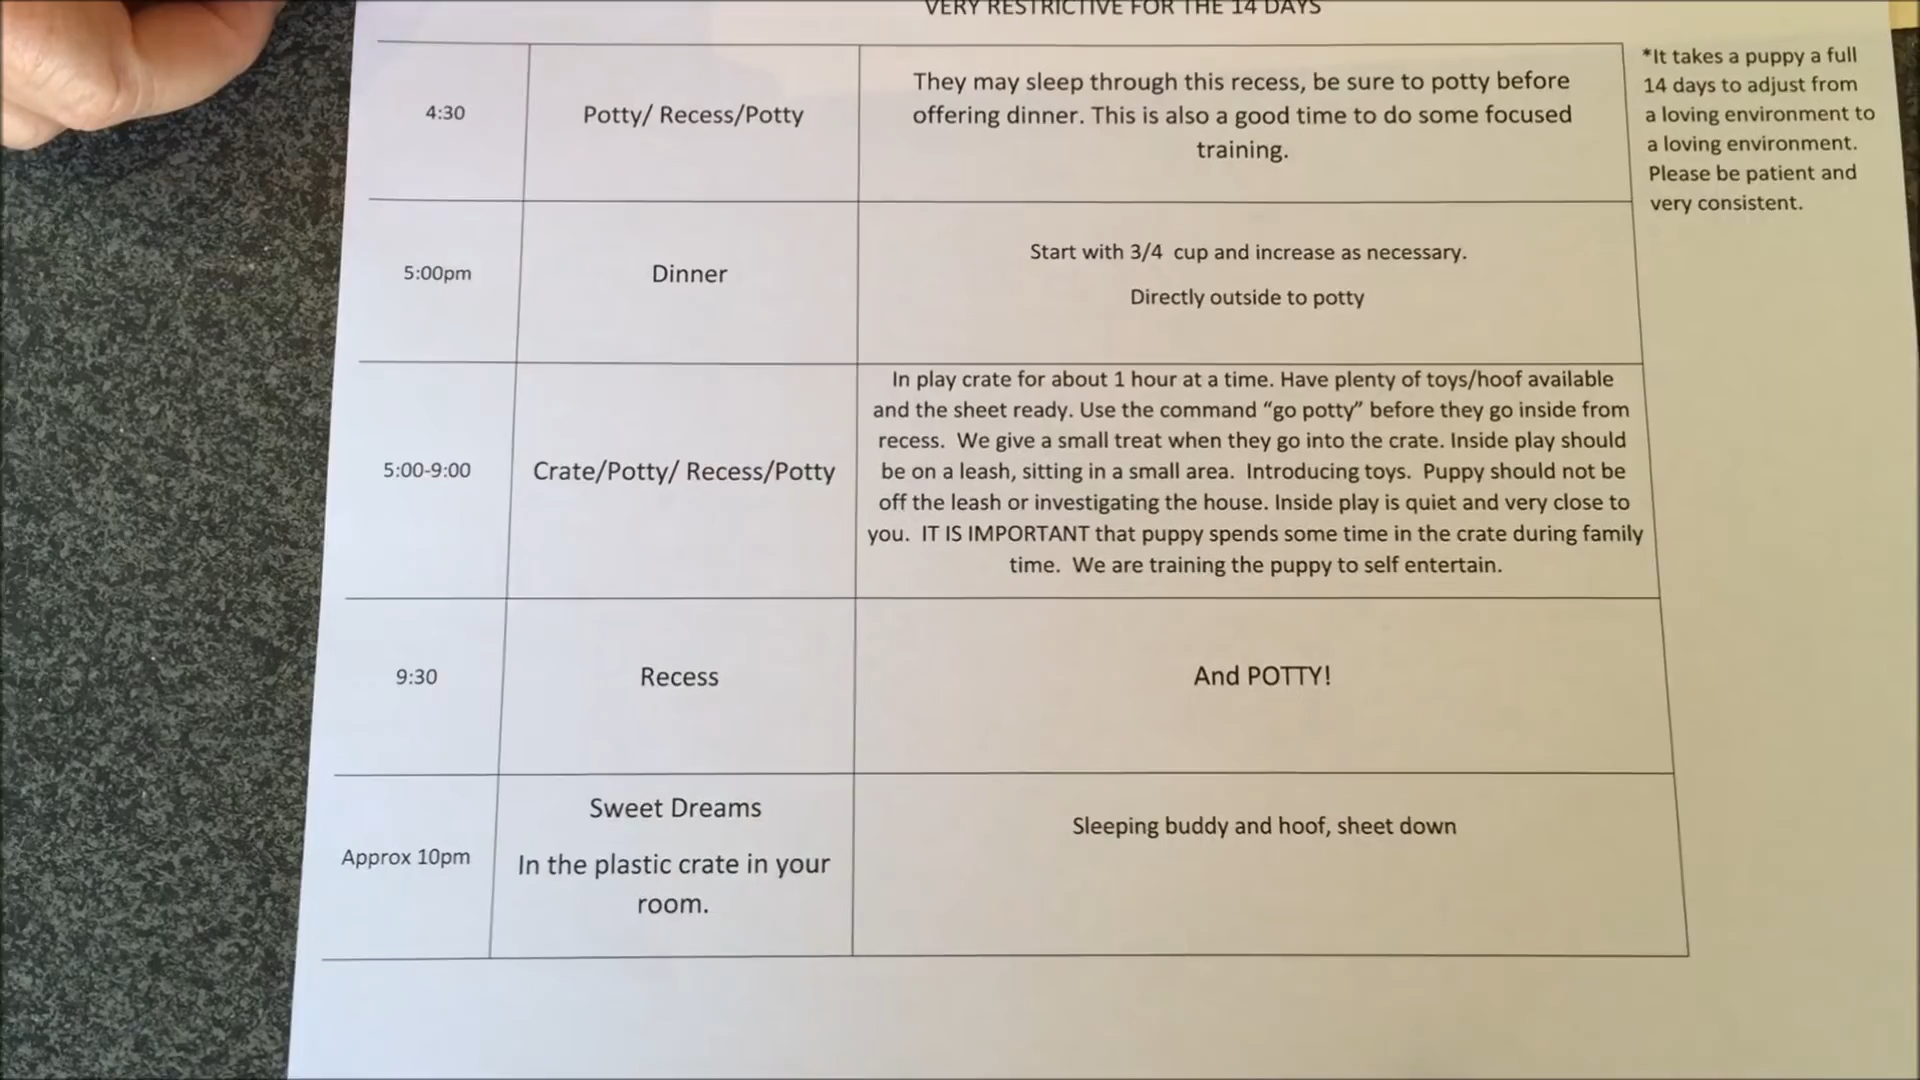 VERY RESTRICTIVE FOR THE 14 DAYS
4:30
Potty/ Recess/Potty
They may sleep through this recess, be sure to potty before
offering dinner. This is also a good time to do some focused
training.
*It takes a puppy a full
14 days to adjust from
a loving environment to
a loving environment.
Please be patient and
very consistent.
5:00pm
Dinner
Start with 3/4 cup and increase as necessary.
Directly outside to potty
5:00-9:00
Crate/Potty/ Recess/Potty
In play crate for about 1 hour at a time. Have plenty of toys/hoof available
and the sheet ready. Use the command “go potty” before they go inside from
recess. We give a small treat when they go into the crate. Inside play should
be on a leash, sitting in a small area. Introducing toys. Puppy should not be
off the leash or investigating the house. Inside play is quiet and very close to
you. IT IS IMPORTANT that puppy spends some time in the crate during family
time. We are training the puppy to self entertain.
9:30
Recess
And POTTY!
Approx 10pm
Sweet Dreams
In the plastic crate in your
room.
Sleeping buddy and hoof, sheet down